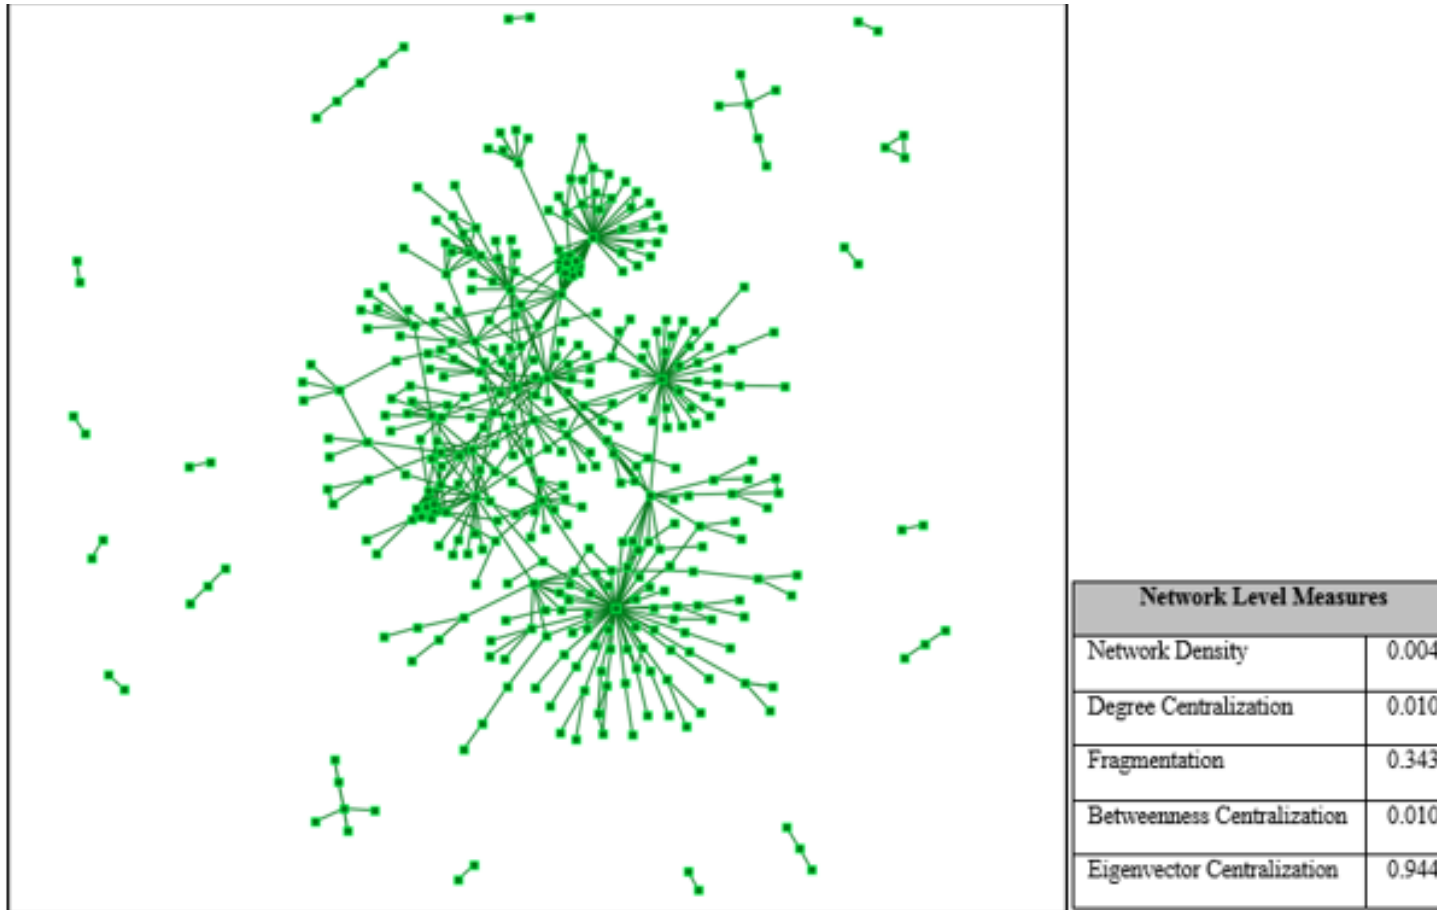 Network Level Measures
Network Density 0.004
Degree Centralization 0.010
Fragmentation 0.343
Betweenness Centralization 0.010
Eigenvector Centralization 0.944